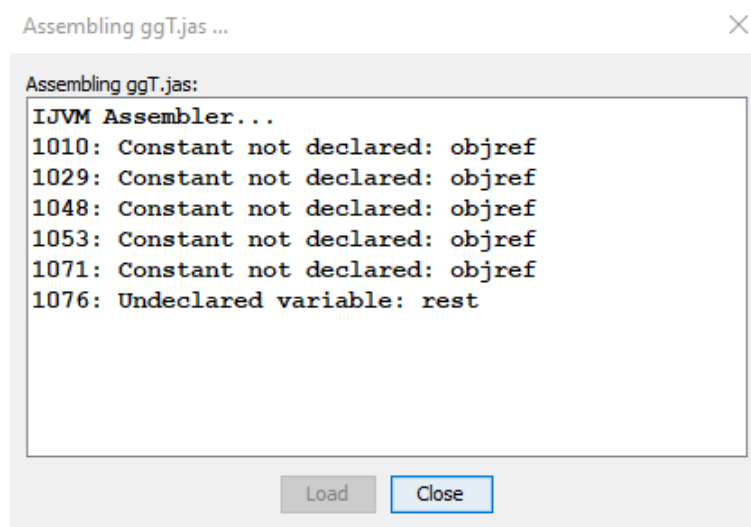 Assembling ggT.jas ...
Assembling ggT.jas:
IJVM Assembler...
1010: Constant not declared: objref
1029: Constant not declared: objref
1048: Constant not declared: objref
1053: Constant not declared: objref
1071: Constant not declared: objref
1076: Undeclared variable: rest
Load Close